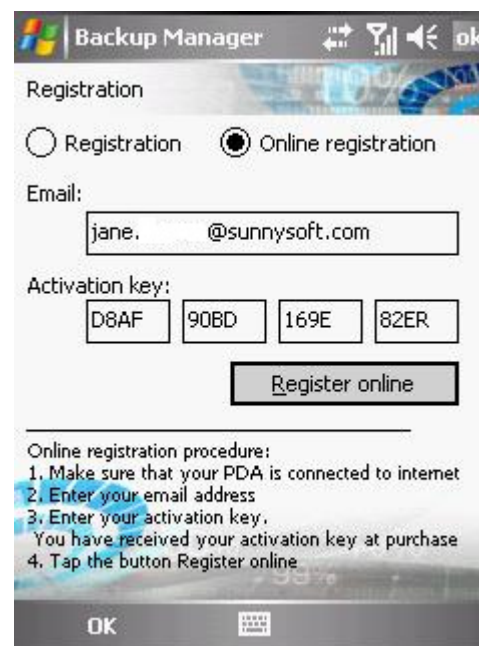 Backup Manager ok
Registration
Registration Online registration
Email:
jane. @sunnysoft.com
Activation key:
D8AF 90BD 169E 82ER
Register online
Online registration procedure:
1. Make sure that your PDA is connected to internet
2. Enter your email address
3. Enter your activation key.
You have received your activation key at purchase
4. Tap the button Register online
OK